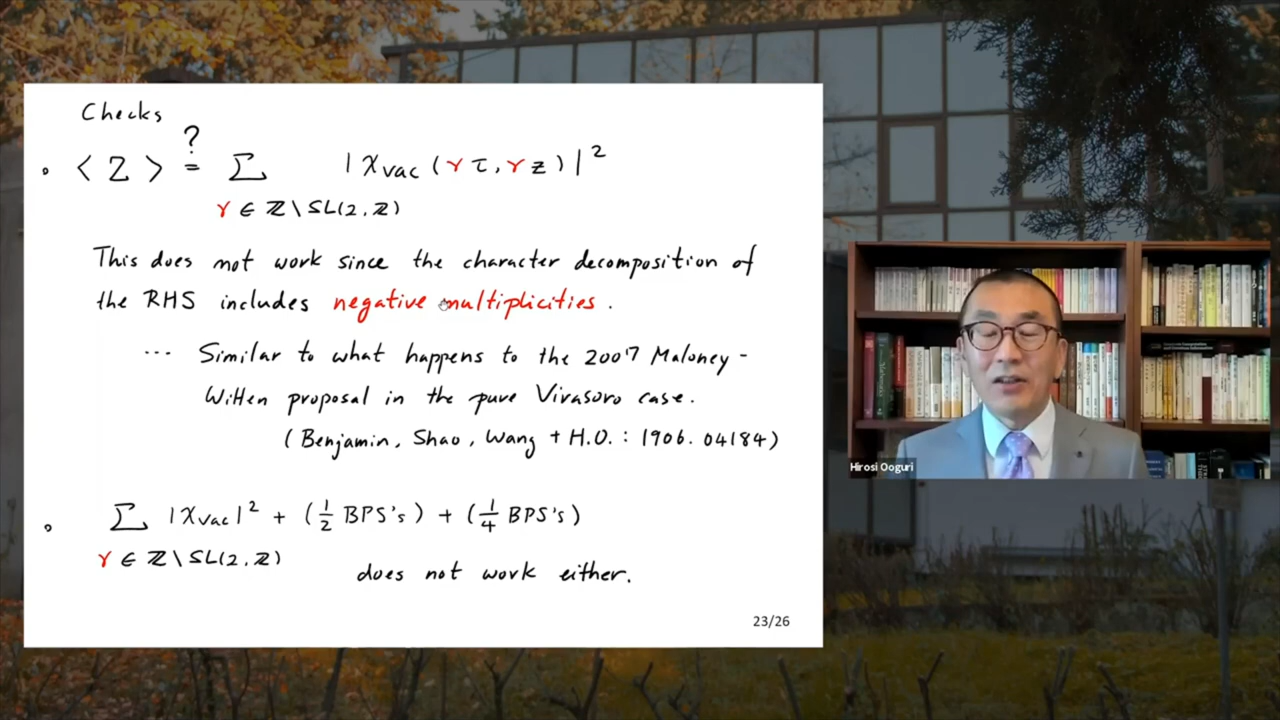 Checks
• ⟨Z⟩ ?= Σ |χvac(γτ, γz)|²
γ ∈ ℤ\SL(2,ℤ)
This does not work since the character decomposition of
the RHS includes negative multiplicities.
... Similar to what happens to the 2007 Maloney-
Witten proposal in the pure Virasoro case.
(Benjamin, Shao, Wang + H.O. : 1906.04184)
• Σ |χvac|² + (½ BPS's) + (¼ BPS's)
γ ∈ ℤ\SL(2,ℤ)
does not work either.
23/26
Hirosi Ooguri